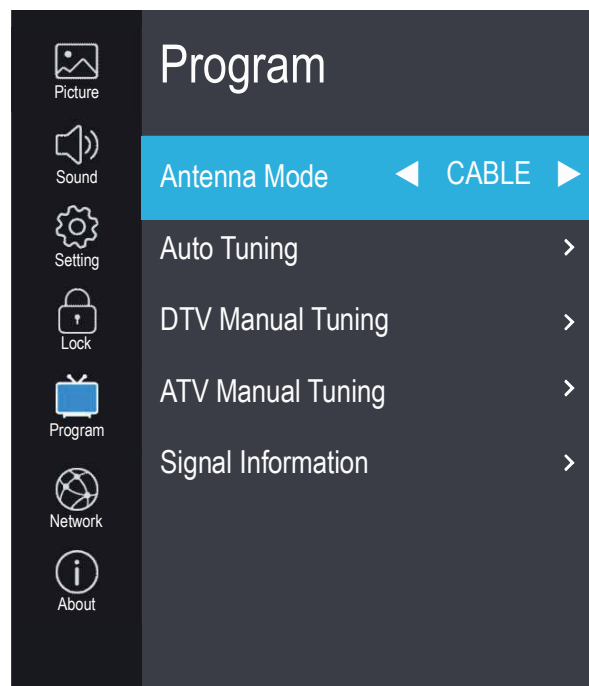 Picture
Sound
Setting
Lock
Program
Network
About
Program
Antenna Mode CABLE
Auto Tuning
DTV Manual Tuning
ATV Manual Tuning
Signal Information